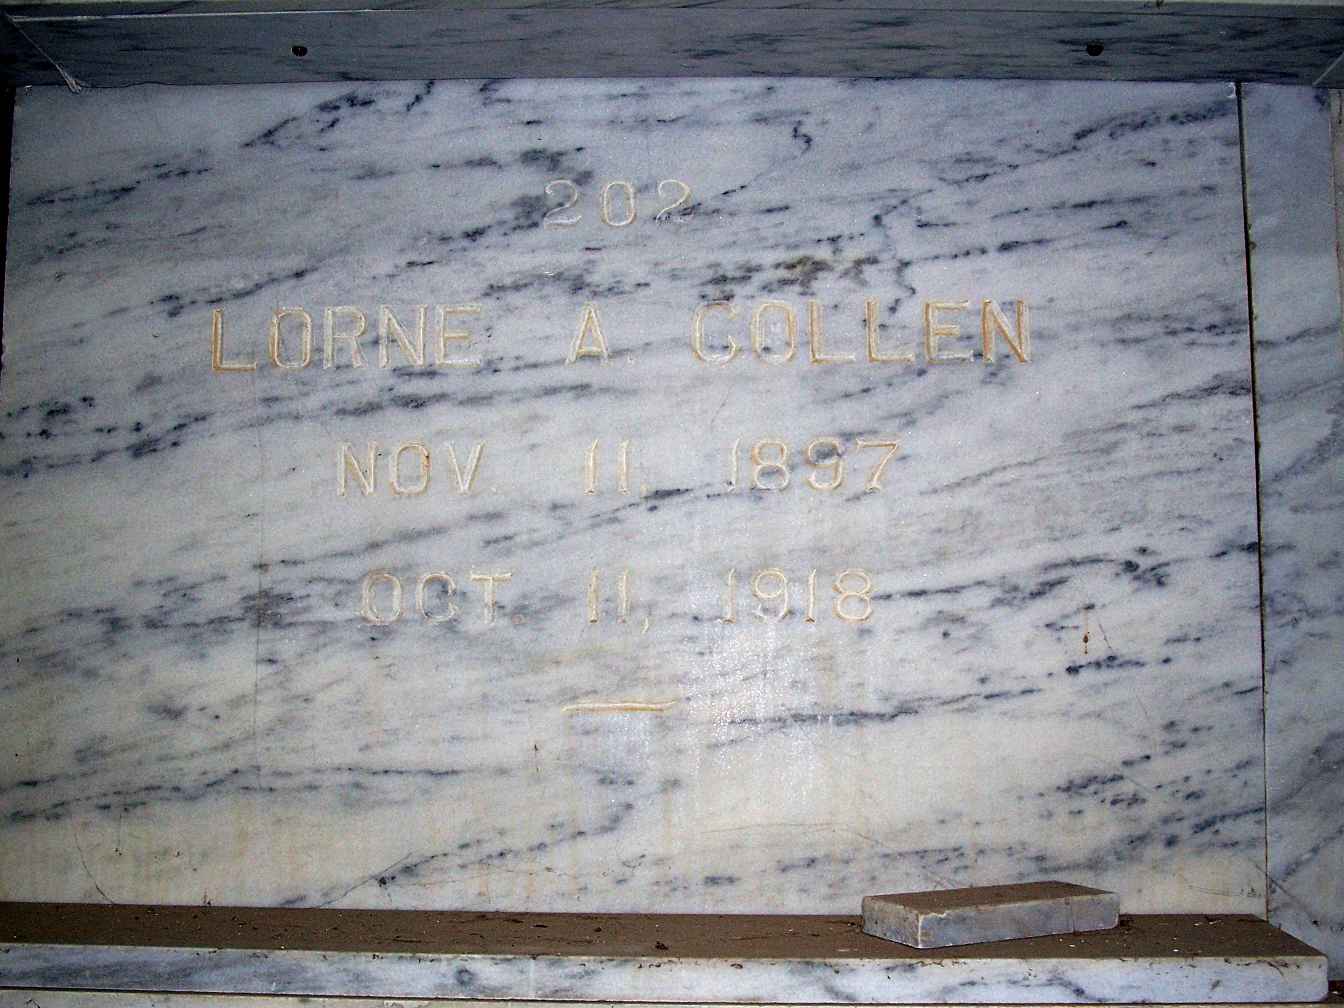 202
LORNE A. COLLEN
NOV. 11, 1897
OCT. 11, 1918